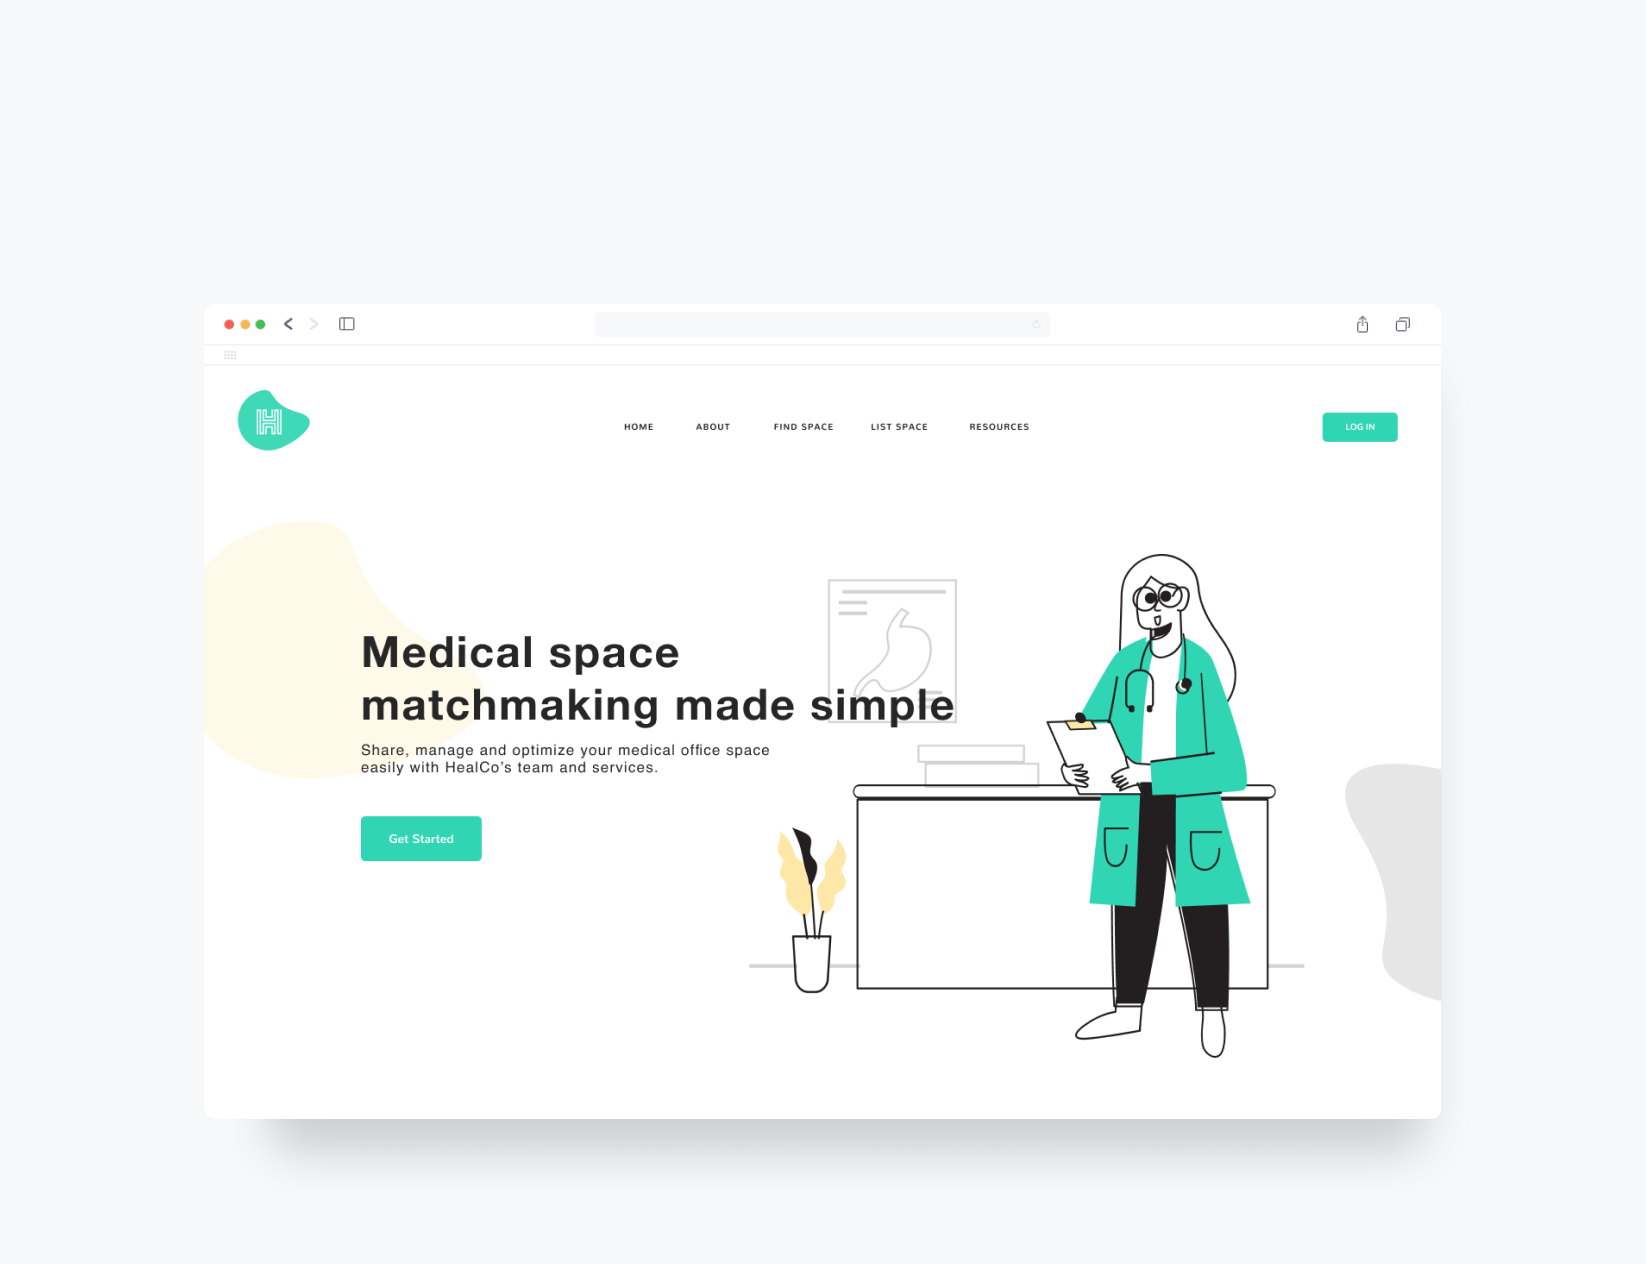 H
HOME ABOUT FIND SPACE LIST SPACE RESOURCES LOG IN
Medical space
matchmaking made simple
Share, manage and optimize your medical office space
easily with HealCo’s team and services.
Get Started